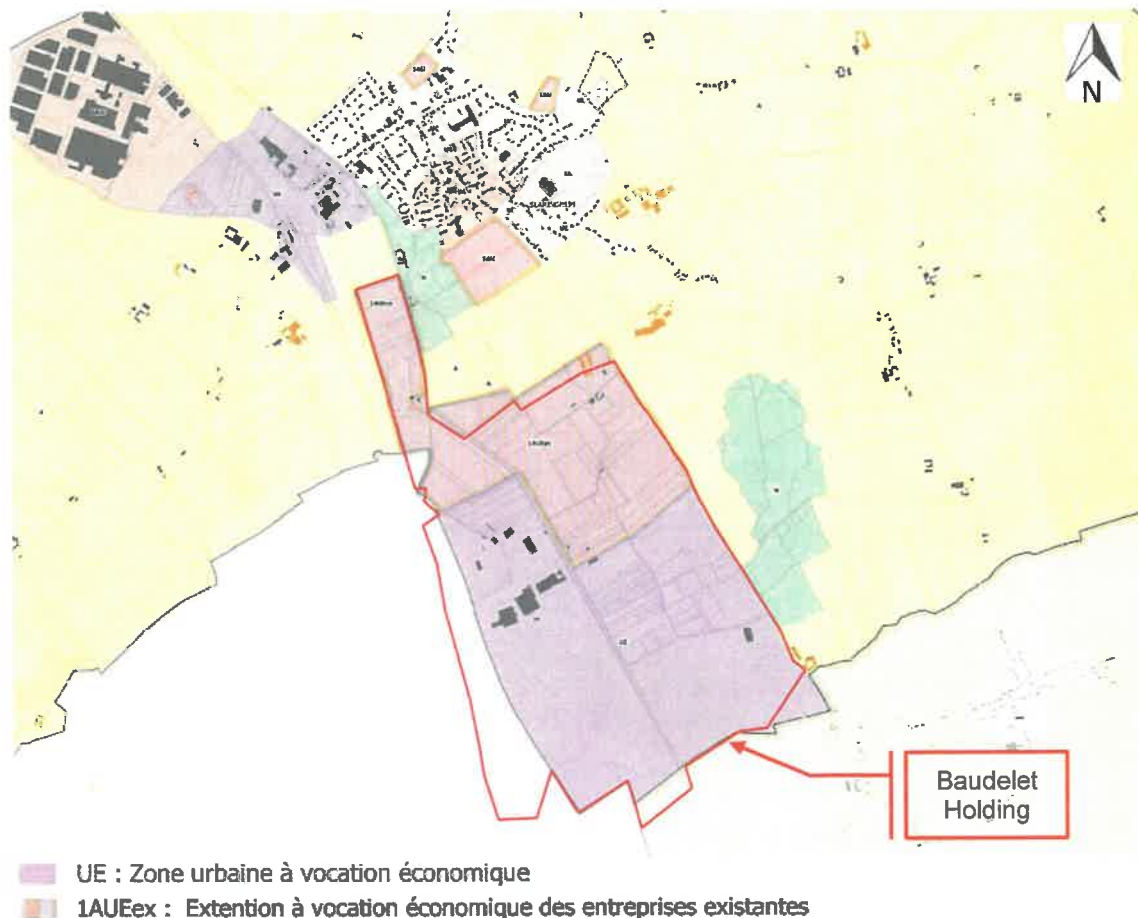 N
Baudelet
Holding
UE : Zone urbaine à vocation économique
1AUEex : Extention à vocation économique des entreprises existantes